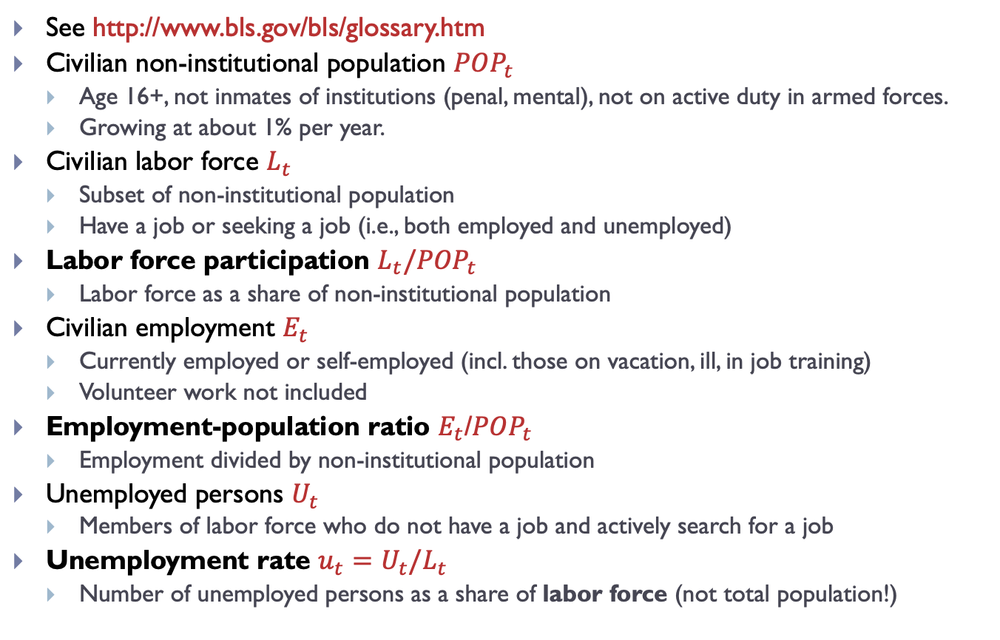 See http://www.bls.gov/bls/glossary.htm
Civilian non-institutional population POP_t
Age 16+, not inmates of institutions (penal, mental), not on active duty in armed forces.
Growing at about 1% per year.
Civilian labor force L_t
Subset of non-institutional population
Have a job or seeking a job (i.e., both employed and unemployed)
Labor force participation L_t/POP_t
Labor force as a share of non-institutional population
Civilian employment E_t
Currently employed or self-employed (incl. those on vacation, ill, in job training)
Volunteer work not included
Employment-population ratio E_t/POP_t
Employment divided by non-institutional population
Unemployed persons U_t
Members of labor force who do not have a job and actively search for a job
Unemployment rate u_t = U_t/L_t
Number of unemployed persons as a share of labor force (not total population!)